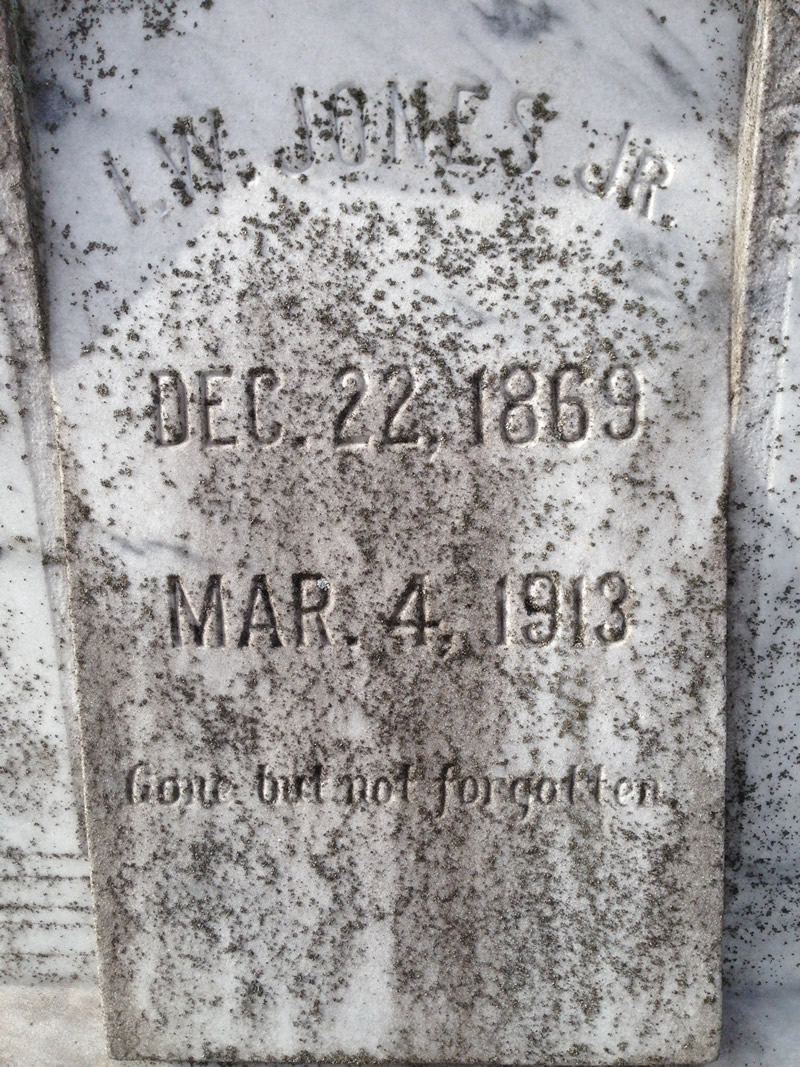 I.W. JONES JR.
DEC. 22, 1869
MAR. 4, 1913
Gone but not forgotten.